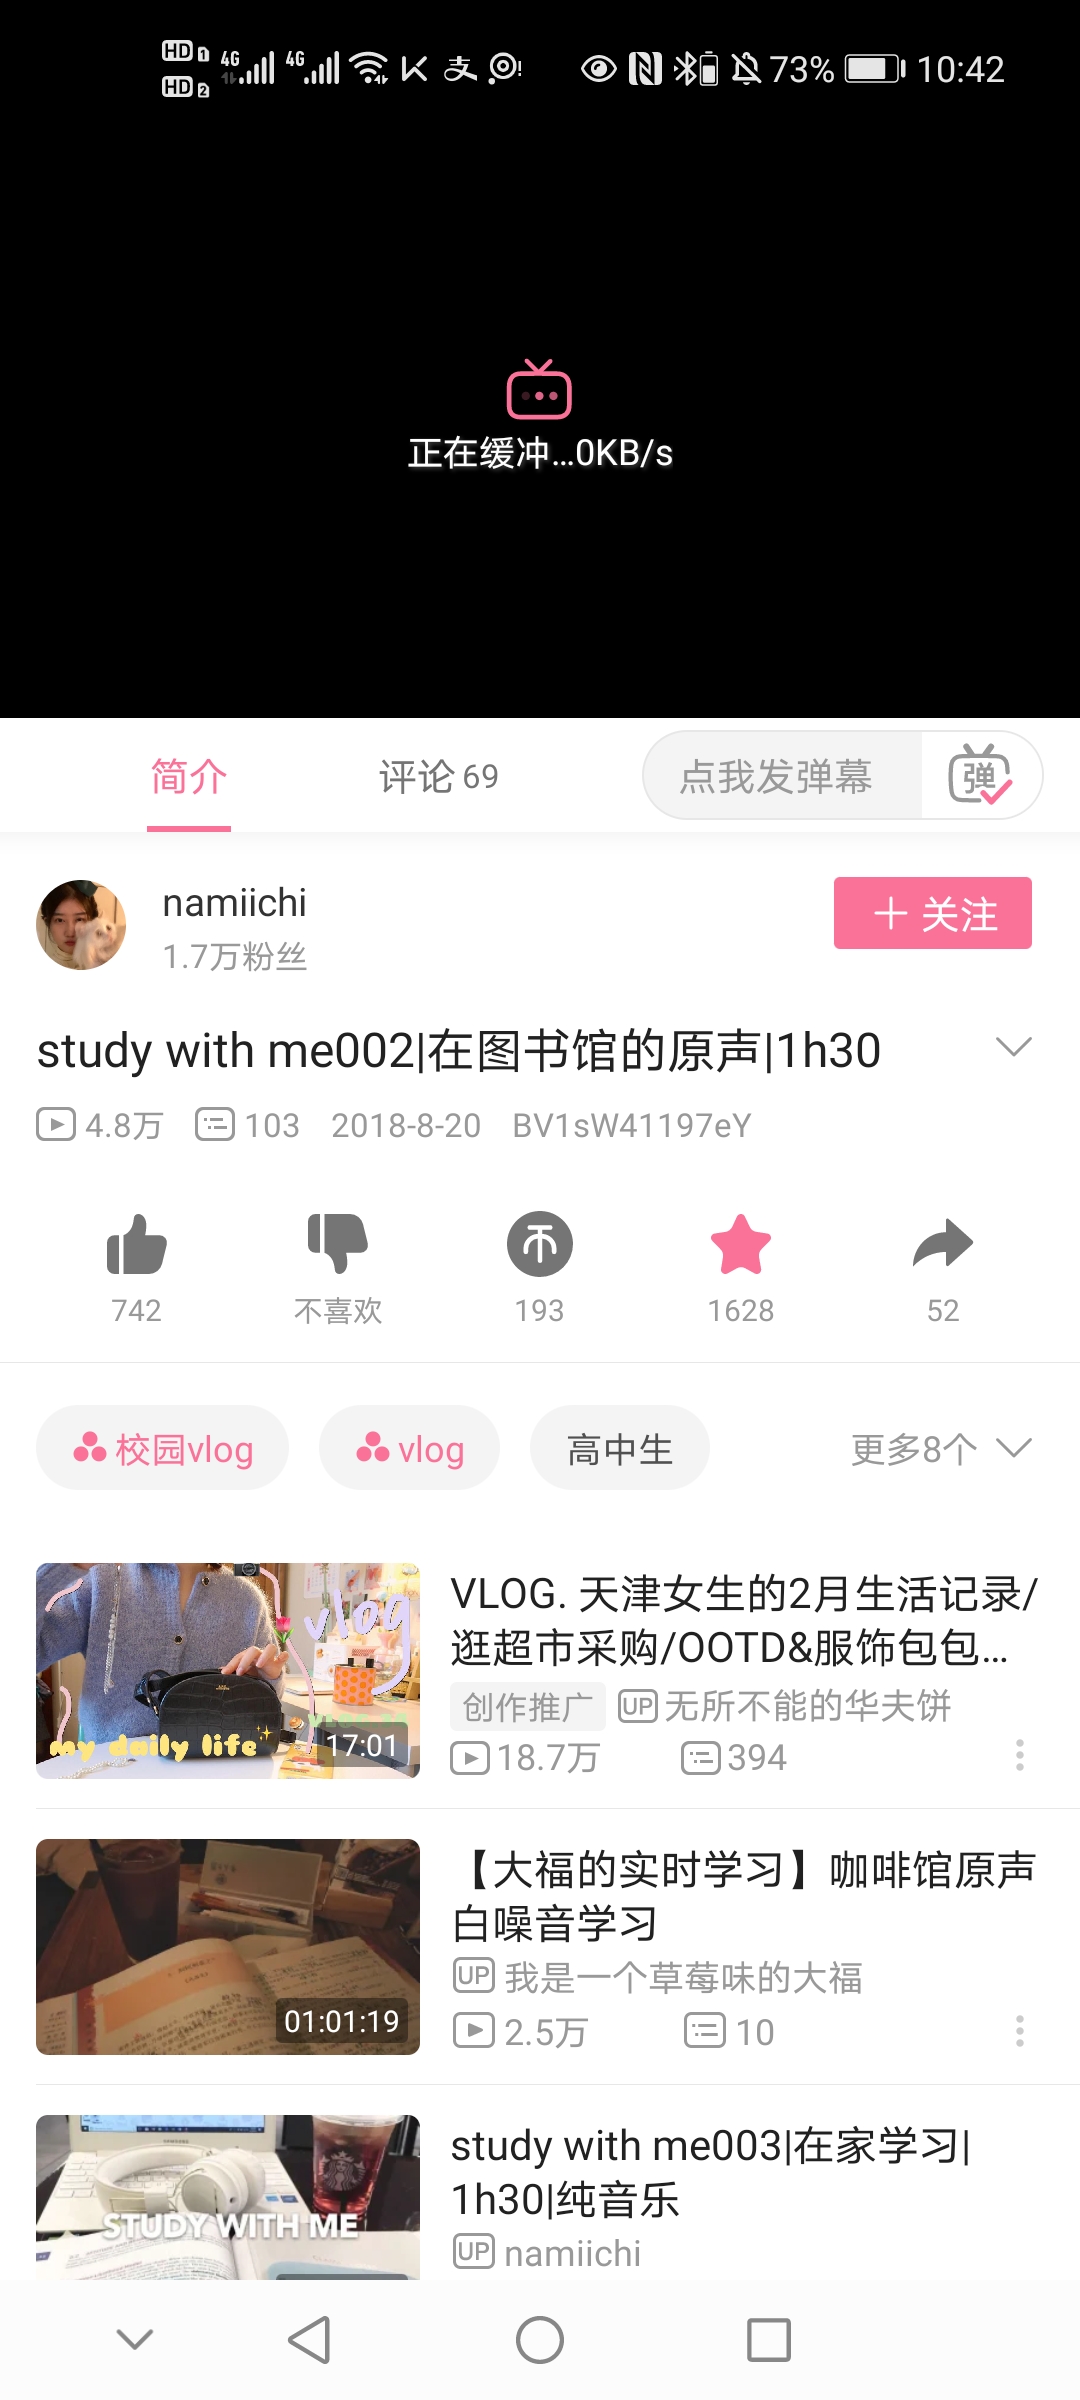 HD 1 4G 4G 支 73% 10:42
HD 2
正在缓冲...0KB/s
简介 评论 69 点我发弹幕 弹
namiichi
1.7万粉丝
关注
study with me002|在图书馆的原声|1h30
4.8万 103 2018-8-20 BV1sW41197eY
742 不喜欢 193 1628 52
校园vlog vlog 高中生 更多8个
VLOG. 天津女生的2月生活记录/
逛超市采购/OOTD&服饰包包...
创作推广 UP 无所不能的华夫饼
18.7万 394
vlog
my daily life
17:01
【大福的实时学习】咖啡馆原声
白噪音学习
UP 我是一个草莓味的大福
2.5万 10
01:01:19
study with me003|在家学习|
1h30|纯音乐
UP namiichi
SAMSUNG
STUDY WITH ME